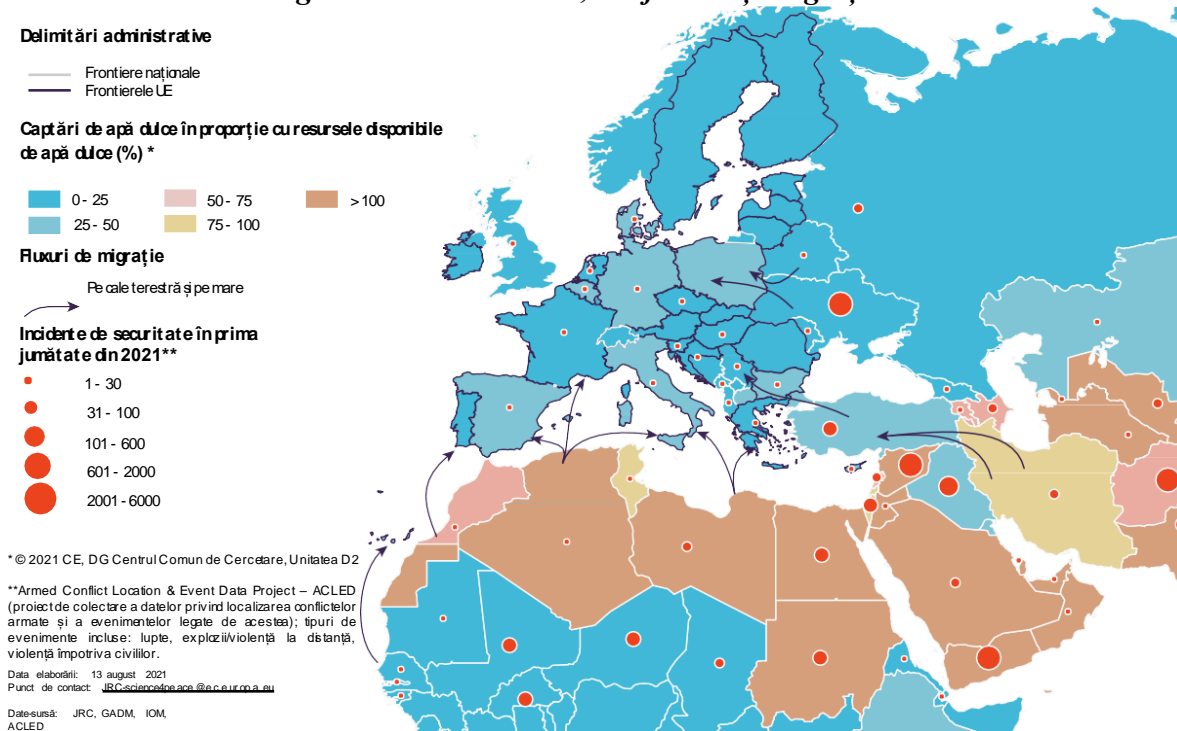 Delimitări administrative
Frontiere naționale
Frontierele UE
Captări de apă dulce în proporție cu resursele disponibile
de apă dulce (%) *
0 - 25
50 - 75
> 100
25 - 50
75 - 100
Fluxuri de migrație
Pe cale terestră și pe mare
Incidente de securitate în prima
jumătate din 2021**
1 - 30
31 - 100
101 - 600
601 - 2000
2001 - 6000
* © 2021 CE, DG Centrul Comun de Cercetare, Unitatea D2
**Armed Conflict Location & Event Data Project – ACLED
(proiect de colectare a datelor privind localizarea conflictelor
armate și a evenimentelor legate de acestea); tipuri de
evenimente incluse: lupte, explozii/violență la distanță,
violență împotriva civililor.
Data elaborării: 13 august 2021
Punct de contact: JRC-science4peace@ec.europa.eu
Date-sursă: JRC, GADM, IOM,
ACLED